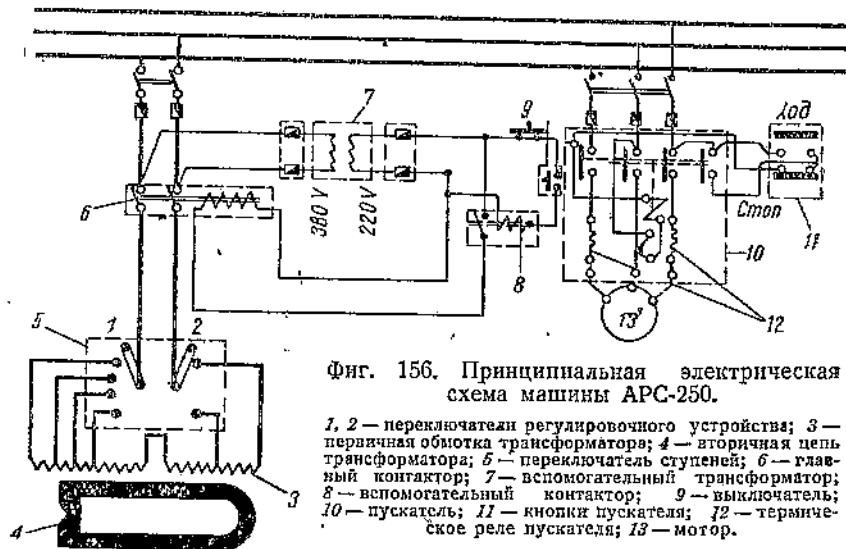 7
9
Ход
6
380 V
220 V
Стоп
11
10
8
5
1
2
13
12
Фиг. 156. Принципиальная электрическая
схема машины АРС-250.
1, 2 — переключатели регулировочного устройства; 3 —
первичная обмотка трансформатора; 4 — вторичная цепь
трансформатора; 5 — переключатель ступеней; 6 — глав-
ный контактор; 7 — вспомогательный трансформатор;
8 — вспомогательный контактор; 9 — выключатель;
10 — пускатель; 11 — кнопки пускателя; 12 — термиче-
ское реле пускателя; 13 — мотор.
3
4